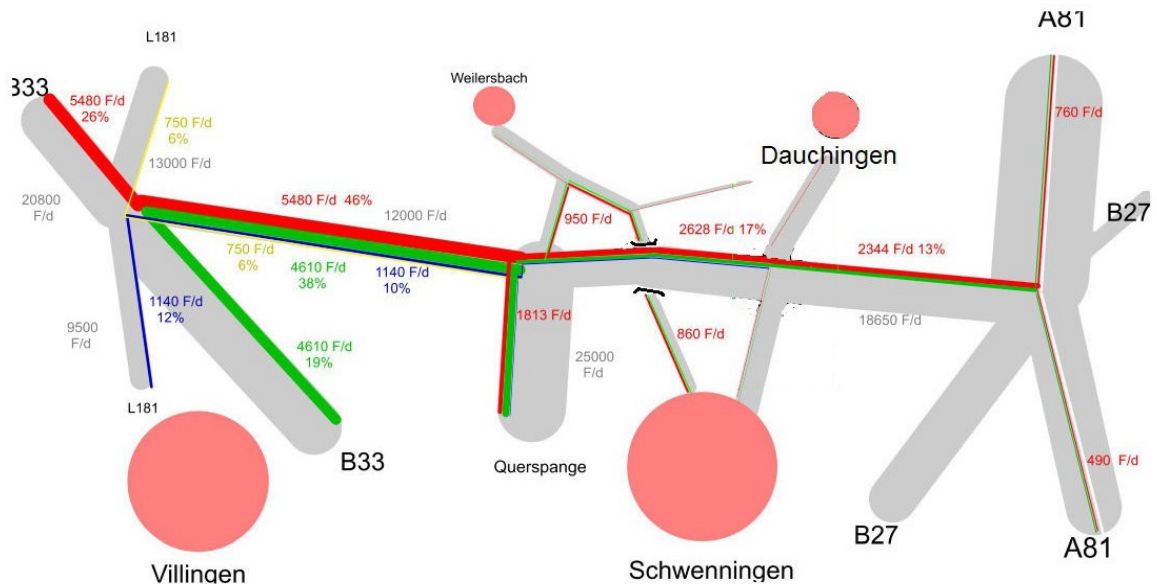 A81
L181
B33
5480 F/d
26%
Weilersbach
750 F/d
6%
760 F/d
13000 F/d
Dauchingen
20800
F/d
5480 F/d 46%
12000 F/d
950 F/d
2628 F/d 17%
B27
2344 F/d 13%
750 F/d
6%
4610 F/d
38%
1140 F/d
10%
1140 F/d
12%
1813 F/d
18650 F/d
9500
F/d
860 F/d
4610 F/d
19%
25000
F/d
L181
B33
Querspange
490 F/d
B27
A81
Villingen
Schwenningen